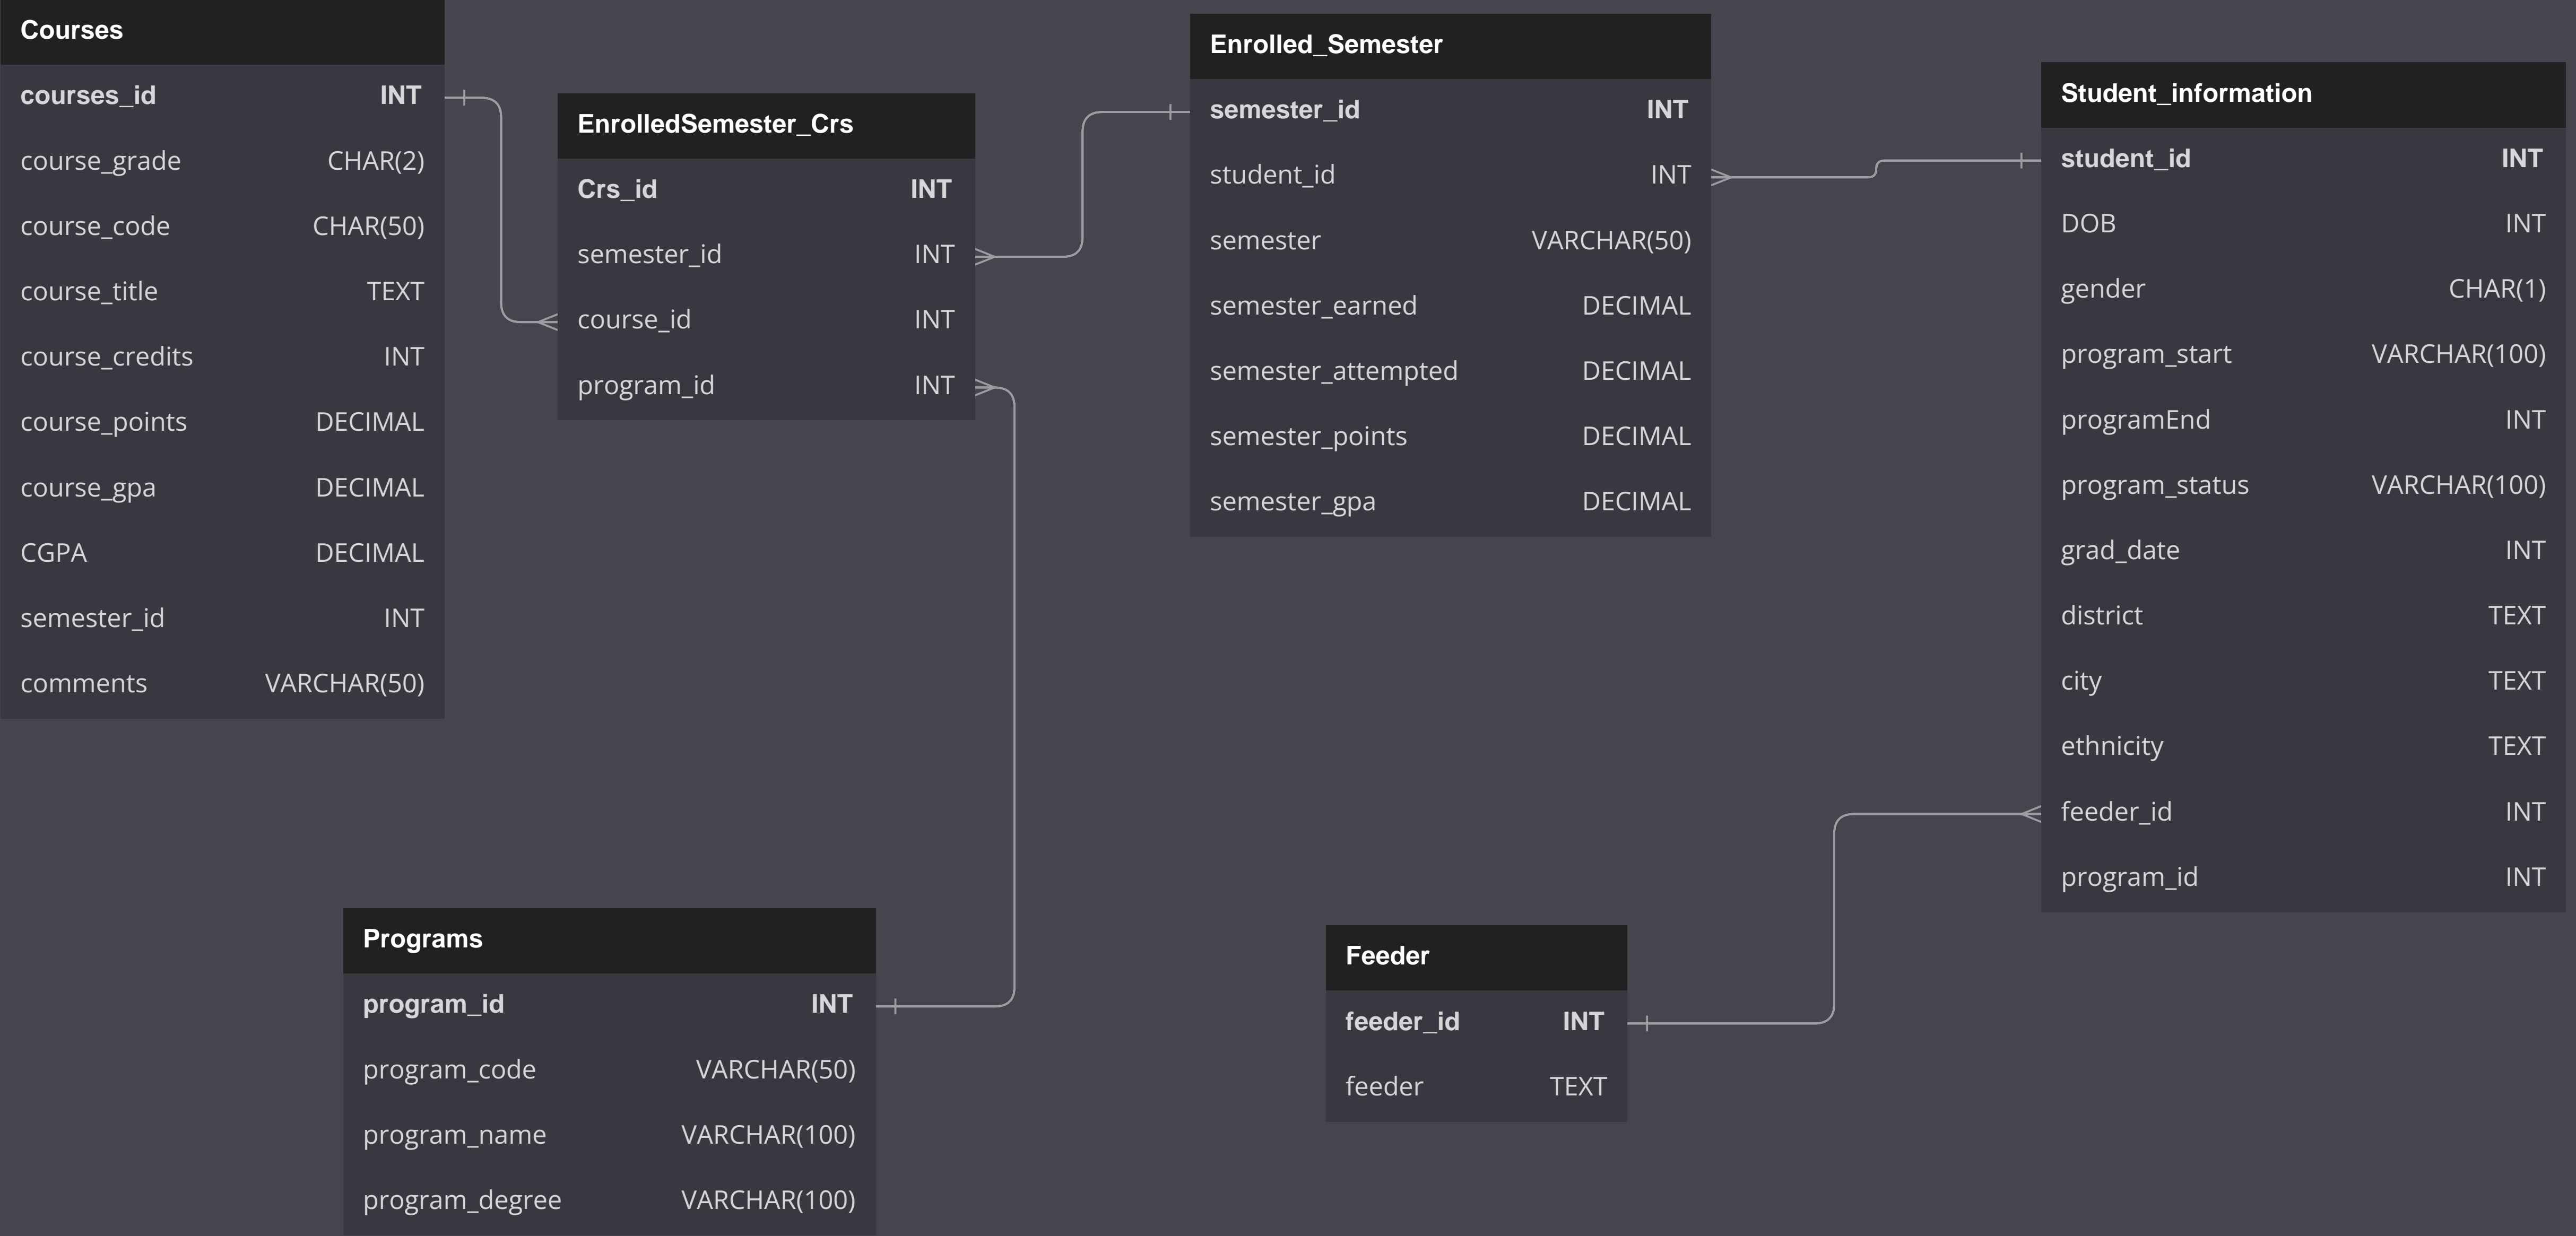 Courses
courses_id INT
course_grade CHAR(2)
course_code CHAR(50)
course_title TEXT
course_credits INT
course_points DECIMAL
course_gpa DECIMAL
CGPA DECIMAL
semester_id INT
comments VARCHAR(50)
EnrolledSemester_Crs
Crs_id INT
semester_id INT
course_id INT
program_id INT
Enrolled_Semester
semester_id INT
student_id INT
semester VARCHAR(50)
semester_earned DECIMAL
semester_attempted DECIMAL
semester_points DECIMAL
semester_gpa DECIMAL
Student_information
student_id INT
DOB INT
gender CHAR(1)
program_start VARCHAR(100)
programEnd INT
program_status VARCHAR(100)
grad_date INT
district TEXT
city TEXT
ethnicity TEXT
feeder_id INT
program_id INT
Programs
program_id INT
program_code VARCHAR(50)
program_name VARCHAR(100)
program_degree VARCHAR(100)
Feeder
feeder_id INT
feeder TEXT